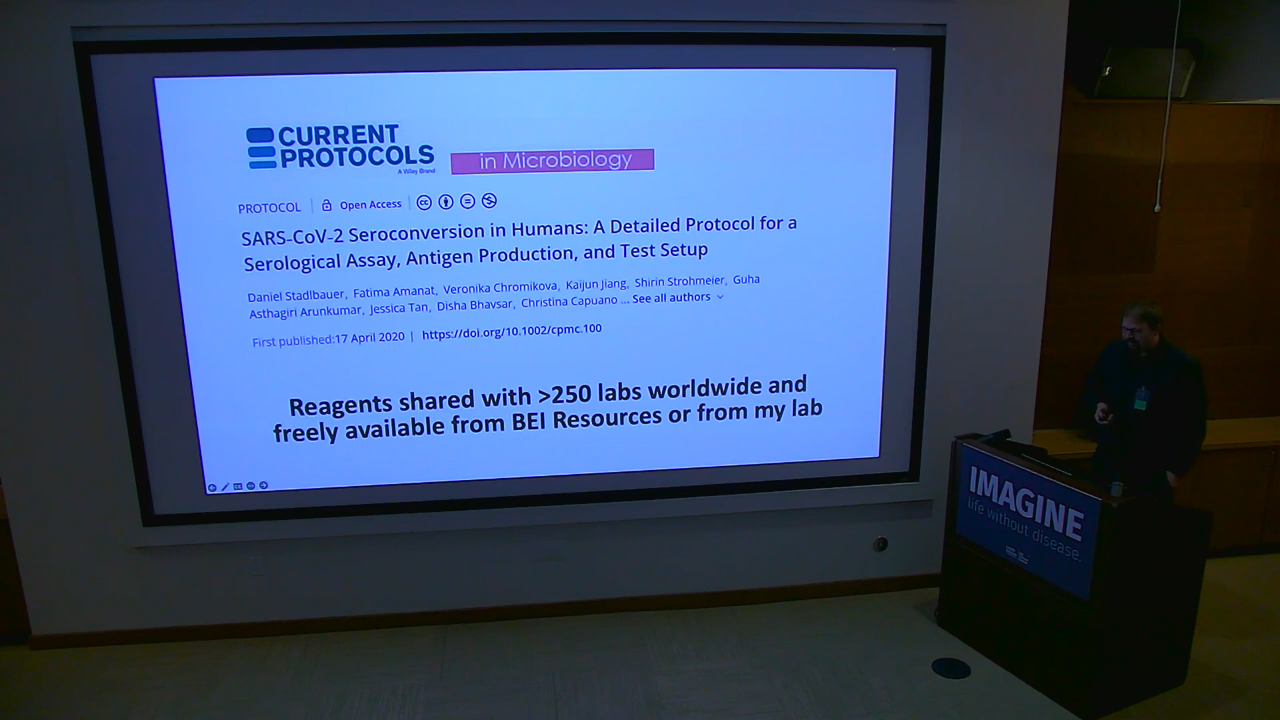 CURRENT
PROTOCOLS
A Wiley Brand
in Microbiology
PROTOCOL | Open Access
SARS-CoV-2 Seroconversion in Humans: A Detailed Protocol for a
Serological Assay, Antigen Production, and Test Setup
Daniel Stadlbauer, Fatima Amanat, Veronika Chromikova, Kaijun Jiang, Shirin Strohmeier, Guha
Asthagiri Arunkumar, Jessica Tan, Disha Bhavsar, Christina Capuano ... See all authors
First published:17 April 2020 | https://doi.org/10.1002/cpmc.100
Reagents shared with >250 labs worldwide and
freely available from BEI Resources or from my lab
IMAGINE
life without disease.